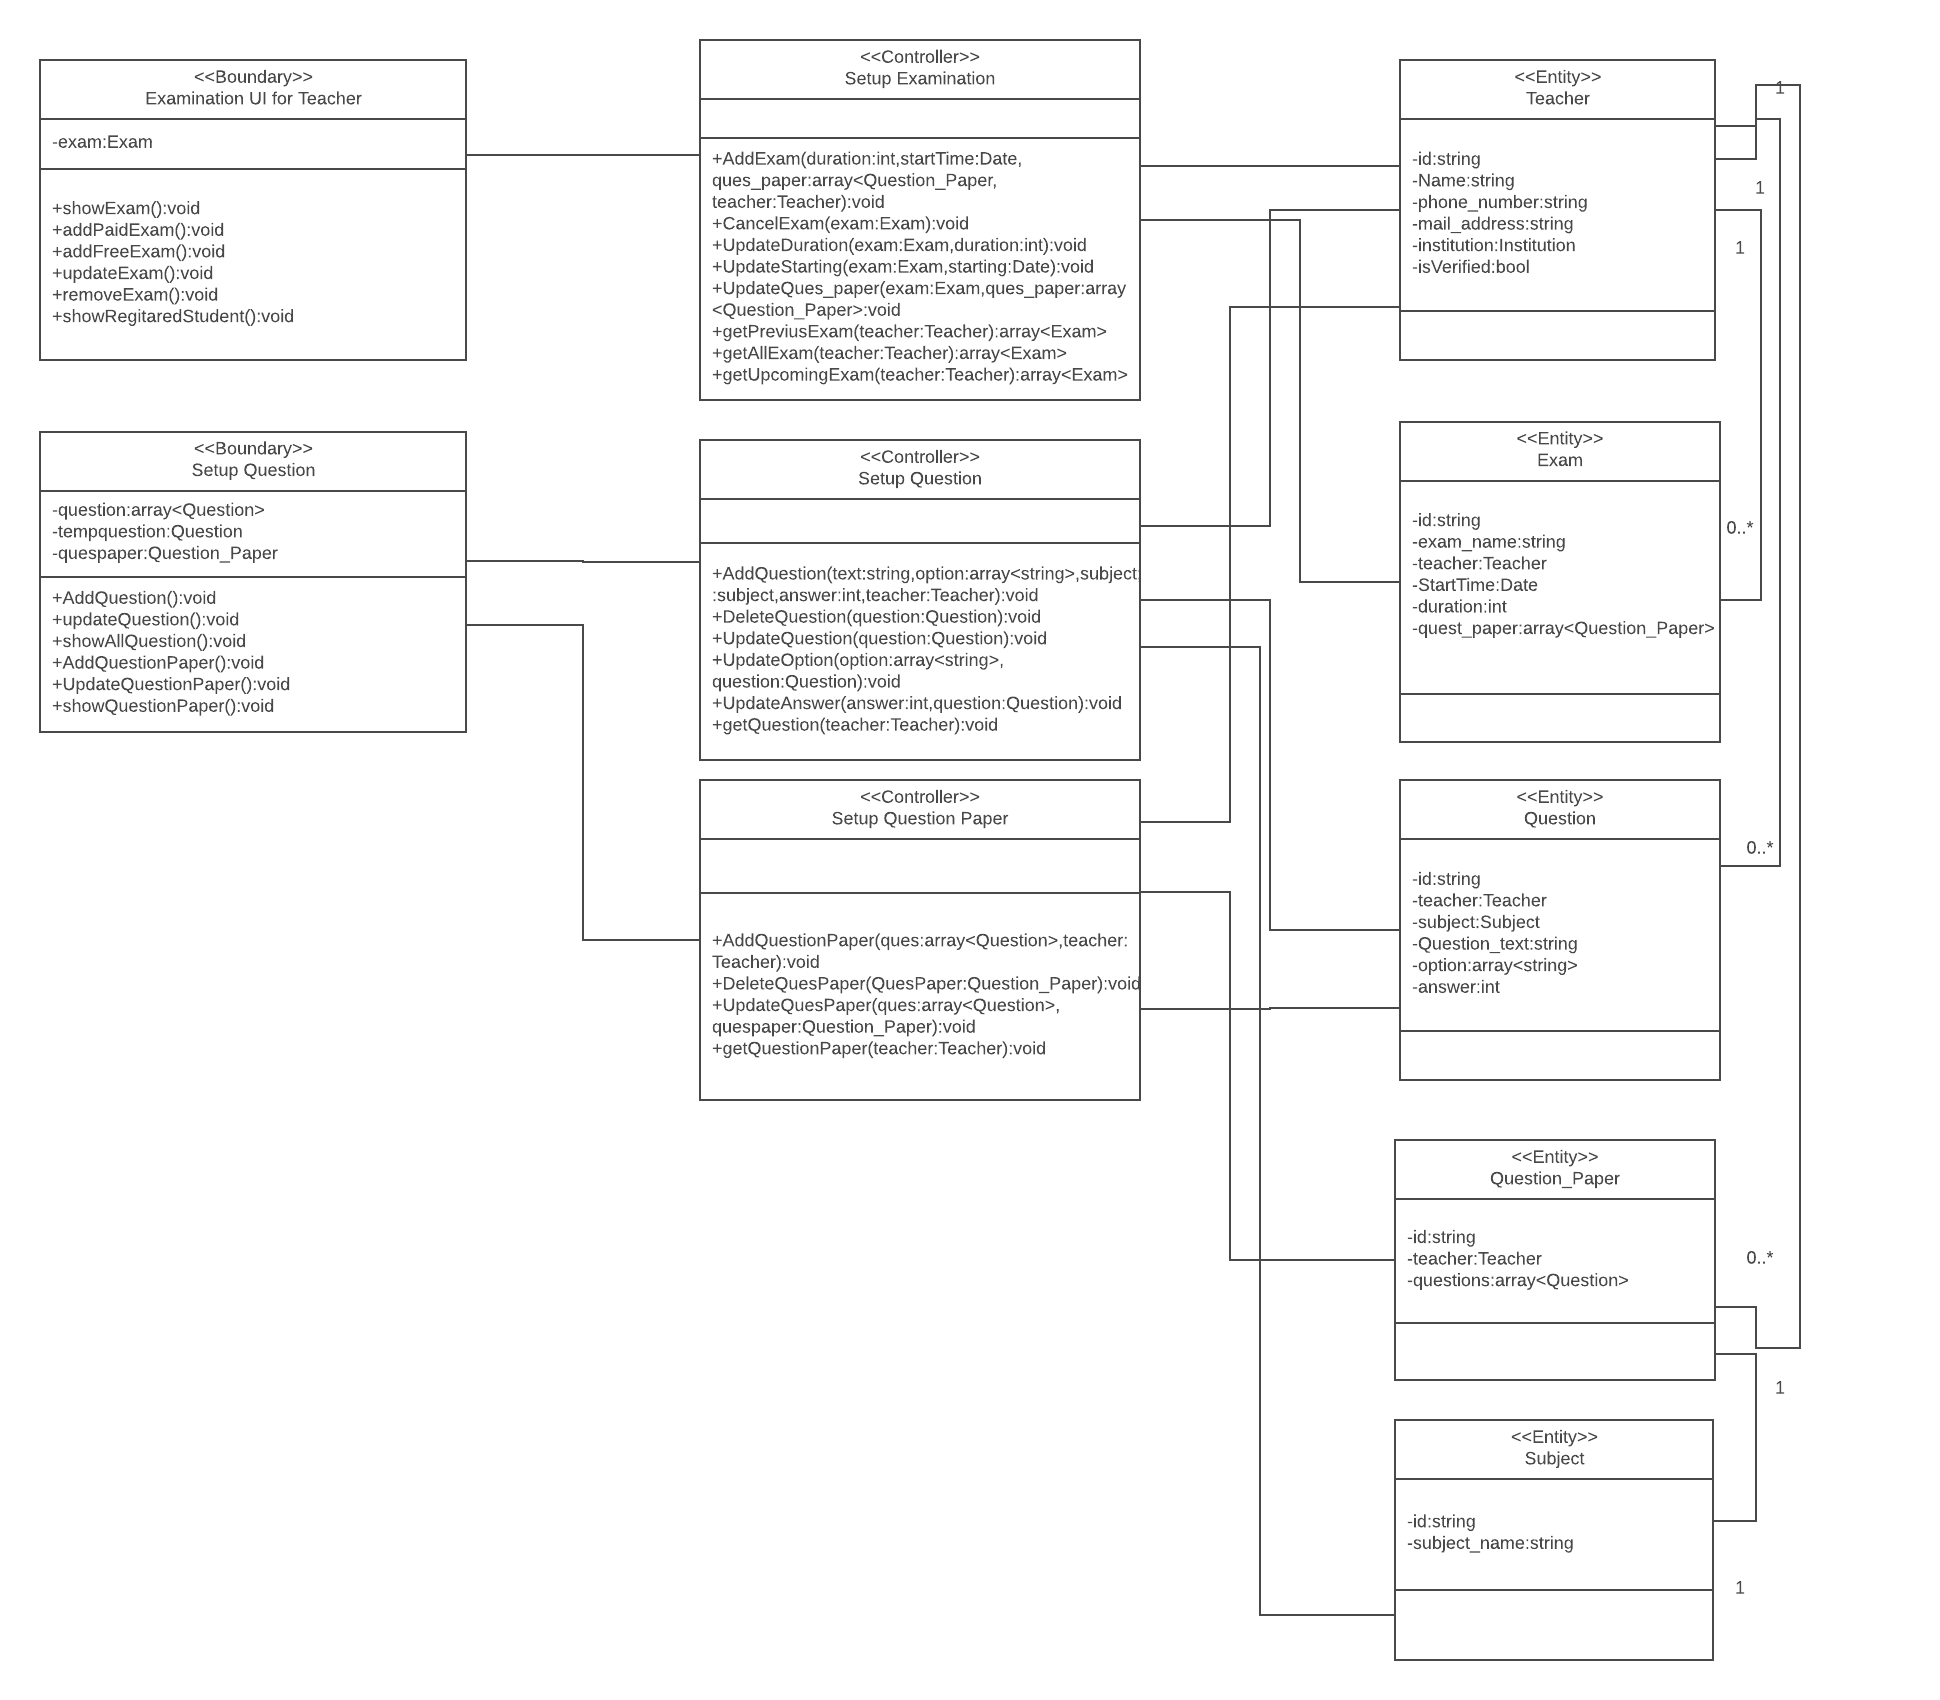 <<Boundary>>
Examination UI for Teacher
-exam:Exam
+showExam():void
+addPaidExam():void
+addFreeExam():void
+updateExam():void
+removeExam():void
+showRegitaredStudent():void
<<Boundary>>
Setup Question
-question:array<Question>
-tempquestion:Question
-quespaper:Question_Paper
+AddQuestion():void
+updateQuestion():void
+showAllQuestion():void
+AddQuestionPaper():void
+UpdateQuestionPaper():void
+showQuestionPaper():void
<<Controller>>
Setup Examination
+AddExam(duration:int,startTime:Date,
ques_paper:array<Question_Paper,
teacher:Teacher):void
+CancelExam(exam:Exam):void
+UpdateDuration(exam:Exam,duration:int):void
+UpdateStarting(exam:Exam,starting:Date):void
+UpdateQues_paper(exam:Exam,ques_paper:array
<Question_Paper>:void
+getPreviusExam(teacher:Teacher):array<Exam>
+getAllExam(teacher:Teacher):array<Exam>
+getUpcomingExam(teacher:Teacher):array<Exam>
<<Controller>>
Setup Question
+AddQuestion(text:string,option:array<string>,subject:
:subject,answer:int,teacher:Teacher):void
+DeleteQuestion(question:Question):void
+UpdateQuestion(question:Question):void
+UpdateOption(option:array<string>,
question:Question):void
+UpdateAnswer(answer:int,question:Question):void
+getQuestion(teacher:Teacher):void
<<Controller>>
Setup Question Paper
+AddQuestionPaper(ques:array<Question>,teacher:
Teacher):void
+DeleteQuesPaper(QuesPaper:Question_Paper):void
+UpdateQuesPaper(ques:array<Question>,
quespaper:Question_Paper):void
+getQuestionPaper(teacher:Teacher):void
<<Entity>>
Teacher
-id:string
-Name:string
-phone_number:string
-mail_address:string
-institution:Institution
-isVerified:bool
1
1
1
<<Entity>>
Exam
-id:string
-exam_name:string
-teacher:Teacher
-StartTime:Date
-duration:int
-quest_paper:array<Question_Paper>
0..*
<<Entity>>
Question
-id:string
-teacher:Teacher
-subject:Subject
-Question_text:string
-option:array<string>
-answer:int
0..*
<<Entity>>
Question_Paper
-id:string
-teacher:Teacher
-questions:array<Question>
0..*
1
<<Entity>>
Subject
-id:string
-subject_name:string
1